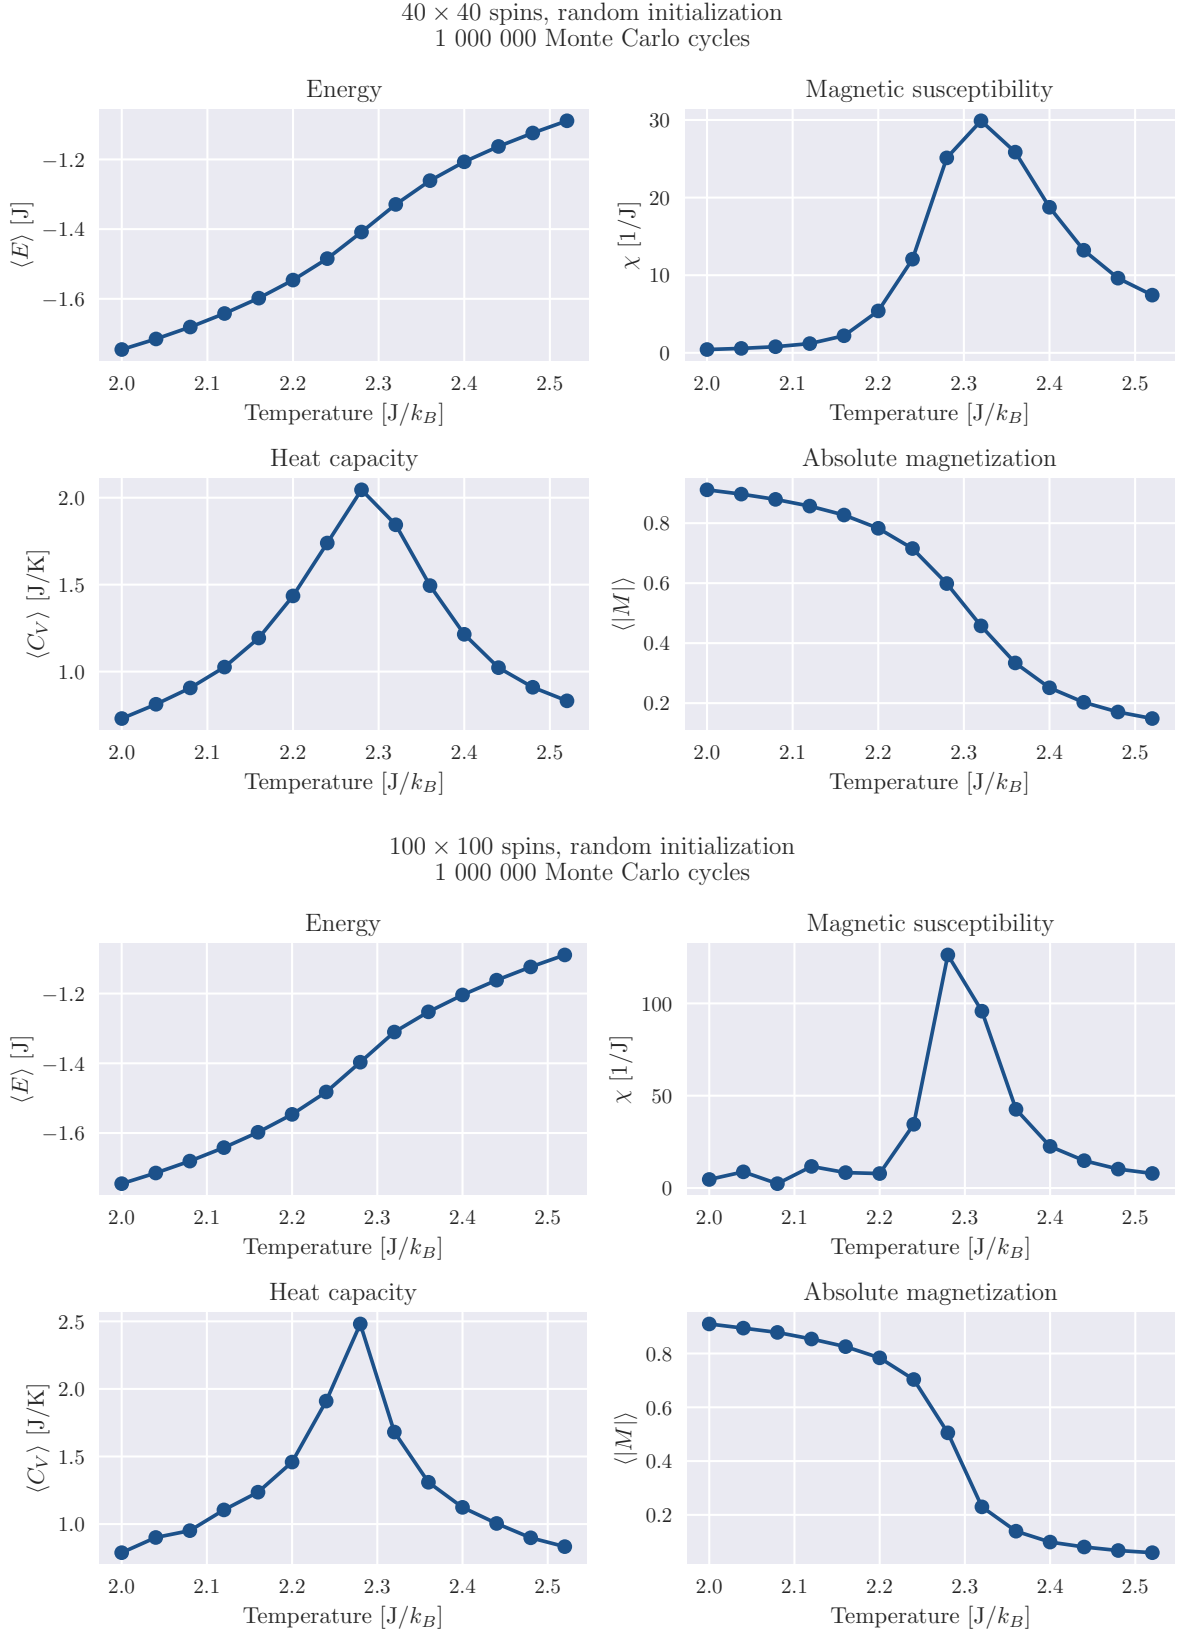 40 × 40 spins, random initialization
1 000 000 Monte Carlo cycles
Energy
⟨E⟩ [J]
−1.2
−1.4
−1.6
2.0 2.1 2.2 2.3 2.4 2.5
Temperature [J/k_B]
Magnetic susceptibility
χ [1/J]
30
20
10
0
2.0 2.1 2.2 2.3 2.4 2.5
Temperature [J/k_B]
Heat capacity
⟨C_V⟩ [J/K]
2.0
1.5
1.0
2.0 2.1 2.2 2.3 2.4 2.5
Temperature [J/k_B]
Absolute magnetization
⟨|M|⟩
0.8
0.6
0.4
0.2
2.0 2.1 2.2 2.3 2.4 2.5
Temperature [J/k_B]
100 × 100 spins, random initialization
1 000 000 Monte Carlo cycles
Energy
⟨E⟩ [J]
−1.2
−1.4
−1.6
2.0 2.1 2.2 2.3 2.4 2.5
Temperature [J/k_B]
Magnetic susceptibility
χ [1/J]
100
50
0
2.0 2.1 2.2 2.3 2.4 2.5
Temperature [J/k_B]
Heat capacity
⟨C_V⟩ [J/K]
2.5
2.0
1.5
1.0
2.0 2.1 2.2 2.3 2.4 2.5
Temperature [J/k_B]
Absolute magnetization
⟨|M|⟩
0.8
0.6
0.4
0.2
2.0 2.1 2.2 2.3 2.4 2.5
Temperature [J/k_B]